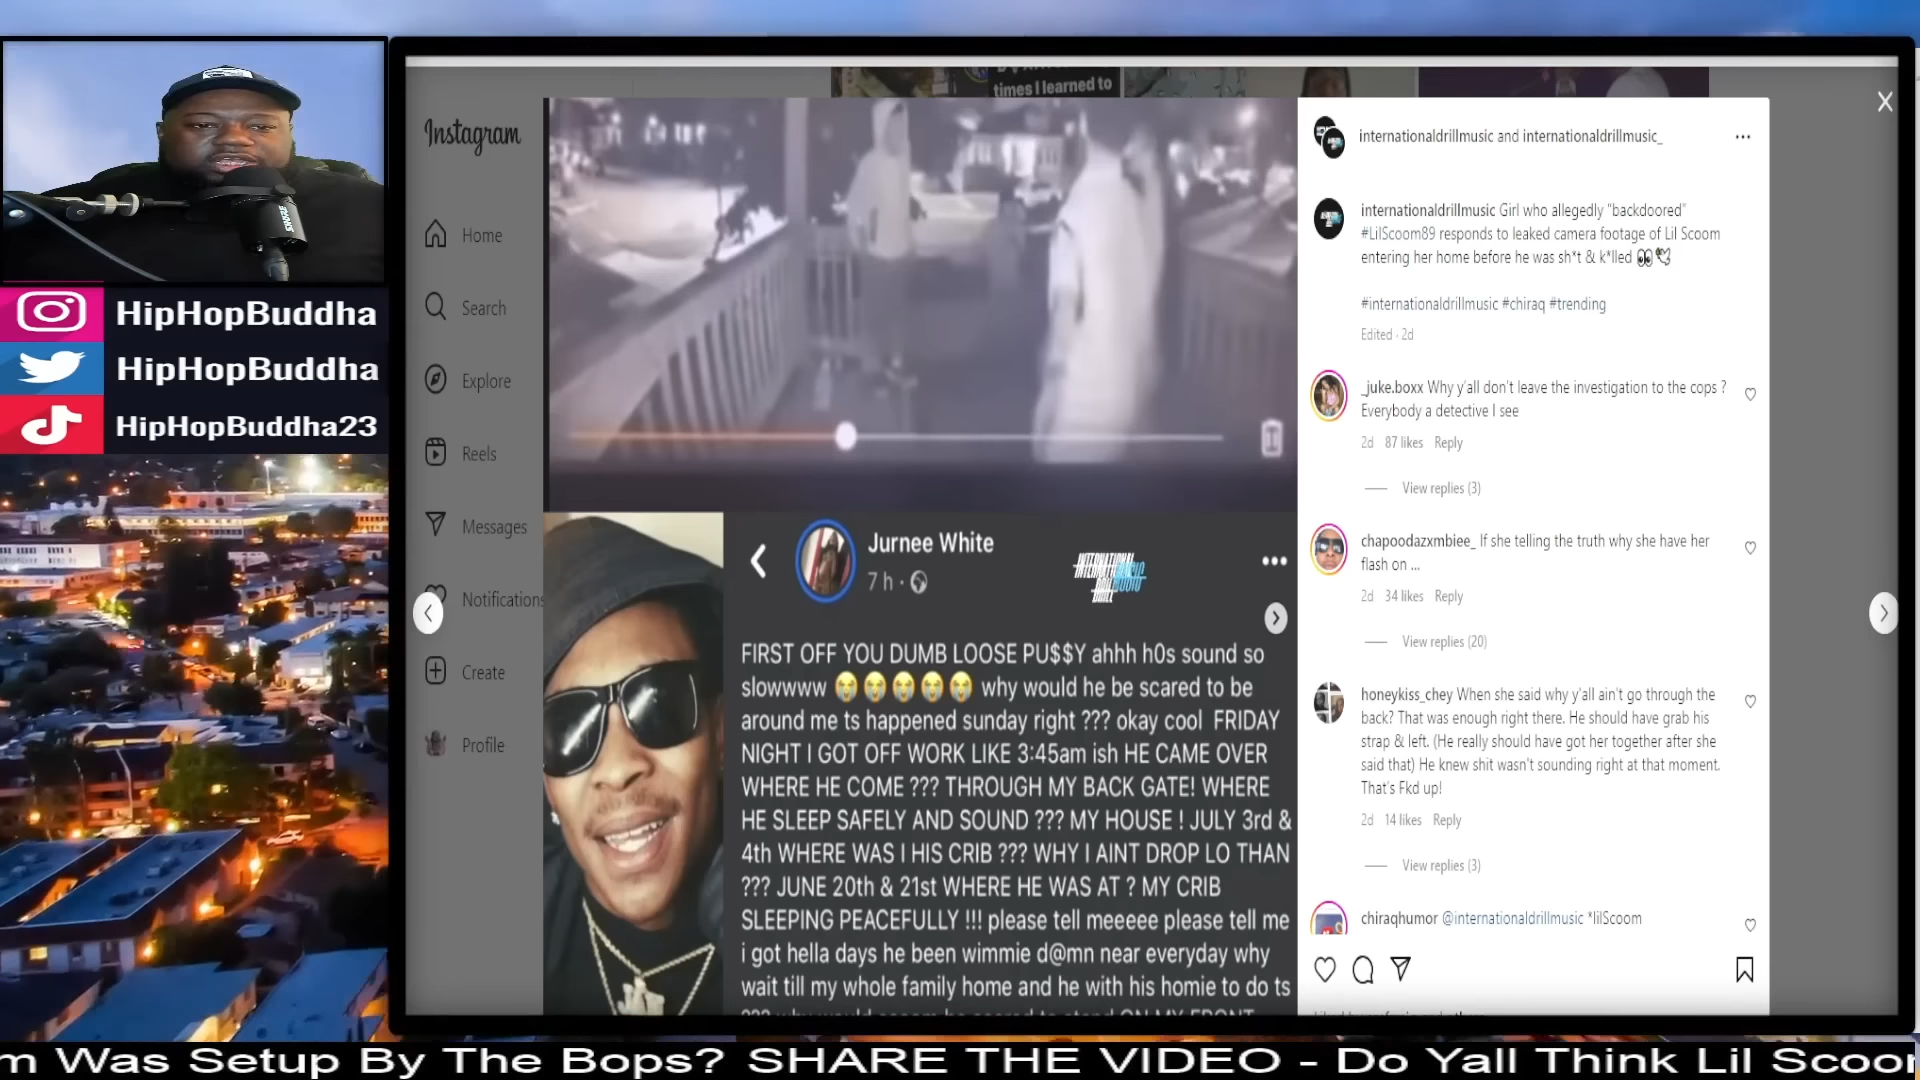 times I learned to
Instagram
Home
Search
Explore
Reels
Messages
Notifications
Create
Profile
HipHopBuddha
HipHopBuddha
HipHopBuddha23
SHURE
Jurnee White
7 h ·
INTERNATIONAL
DRILL
MUSIC
FIRST OFF YOU DUMB LOOSE PU$$Y ahhh h0s sound so
slowwww 😭😭😭😭😭 why would he be scared to be
around me ts happened sunday right ??? okay cool FRIDAY
NIGHT I GOT OFF WORK LIKE 3:45am ish HE CAME OVER
WHERE HE COME ??? THROUGH MY BACK GATE! WHERE
HE SLEEP SAFELY AND SOUND ??? MY HOUSE ! JULY 3rd &
4th WHERE WAS I HIS CRIB ??? WHY I AINT DROP LO THAN
??? JUNE 20th & 21st WHERE HE WAS AT ? MY CRIB
SLEEPING PEACEFULLY !!! please tell meeeee please tell me
i got hella days he been wimmie d@mn near everyday why
wait till my whole family home and he with his homie to do ts
internationaldrillmusic and internationaldrillmusic_
internationaldrillmusic Girl who allegedly "backdoored"
#LilScoom89 responds to leaked camera footage of Lil Scoom
entering her home before he was sh*t & k*lled 👀🕊
#internationaldrillmusic #chiraq #trending
Edited · 2d
_juke.boxx Why y'all don't leave the investigation to the cops ?
Everybody a detective I see
2d 87 likes Reply
View replies (3)
chapoodazxmbiee_ If she telling the truth why she have her
flash on ...
2d 34 likes Reply
View replies (20)
honeykiss_chey When she said why y'all ain't go through the
back? That was enough right there. He should have grab his
strap & left. (He really should have got her together after she
said that) He knew shit wasn't sounding right at that moment.
That's Fkd up!
2d 14 likes Reply
View replies (3)
chiraqhumor @internationaldrillmusic *lilScoom
m Was Setup By The Bops? SHARE THE VIDEO - Do Yall Think Lil Scoor